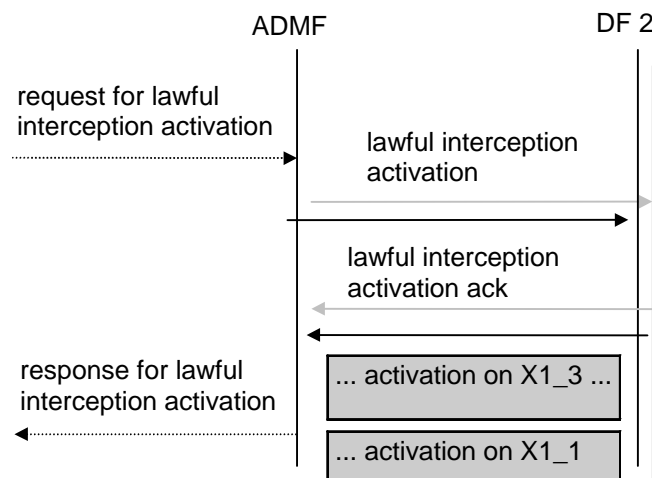 ADMF
DF 2
request for lawful
interception activation
lawful interception
activation
lawful interception
activation ack
response for lawful
interception activation
... activation on X1_3 ...
... activation on X1_1